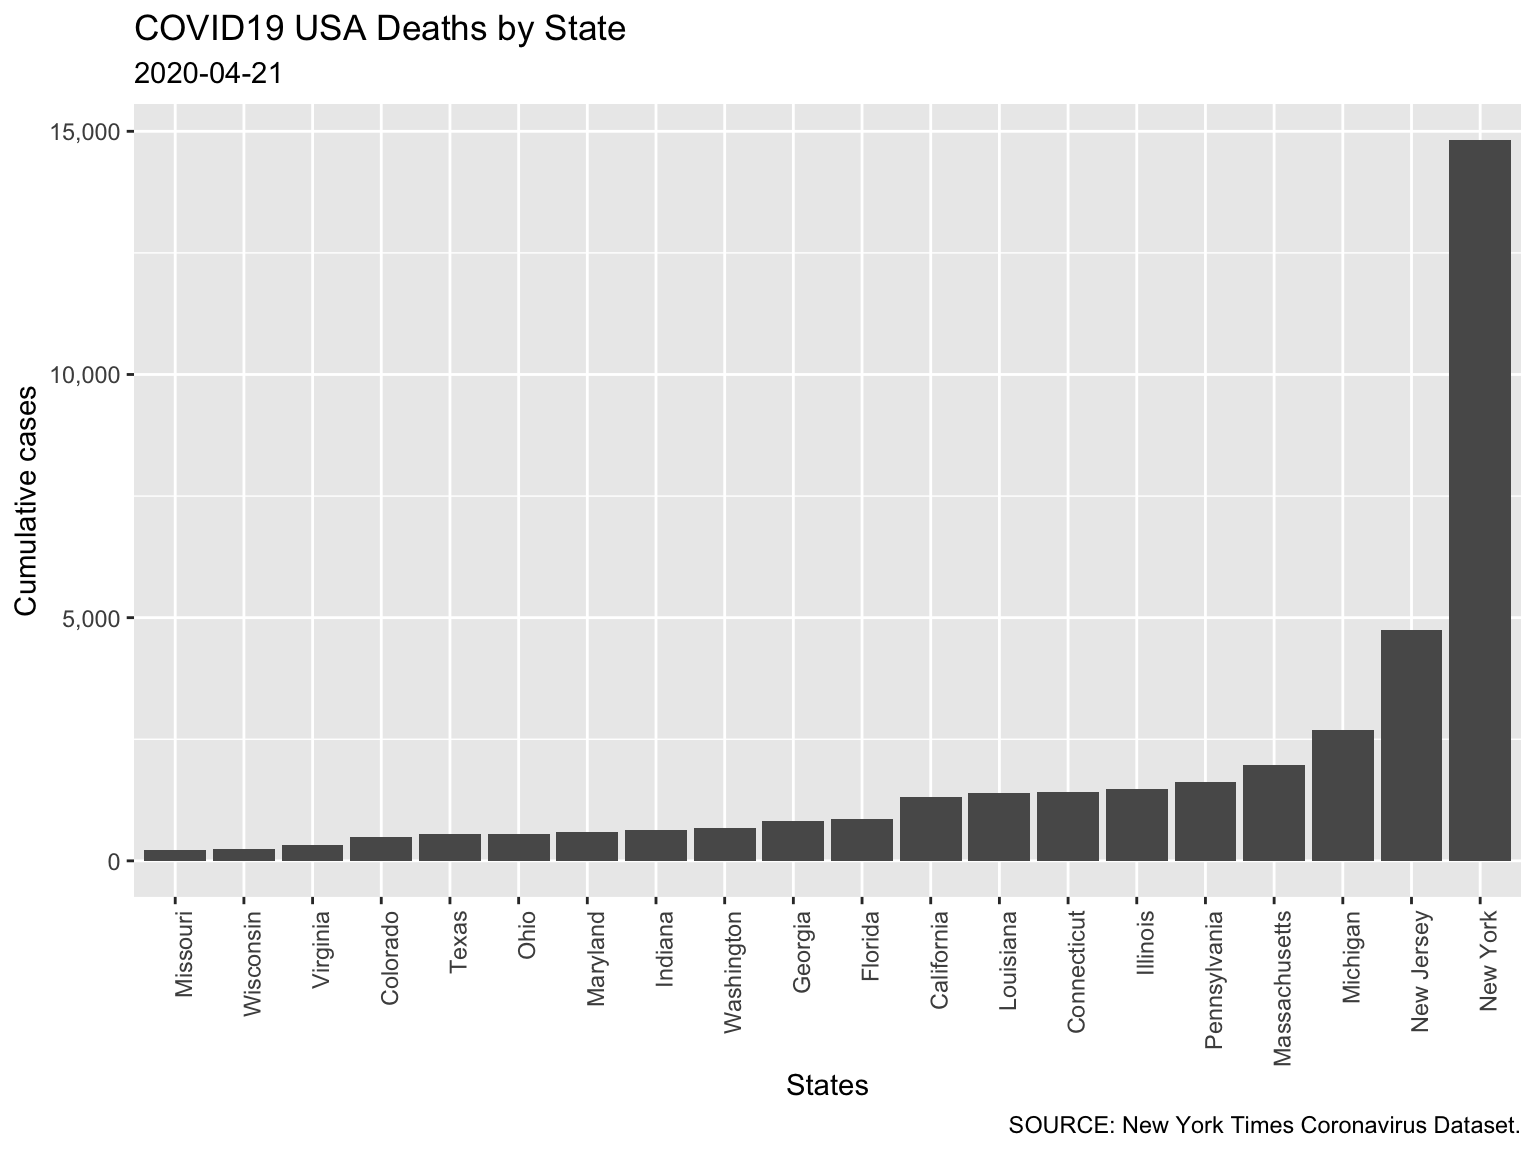 COVID19 USA Deaths by State
2020-04-21
Cumulative cases
15,000
10,000
5,000
0
Missouri
Wisconsin
Virginia
Colorado
Texas
Ohio
Maryland
Indiana
Washington
Georgia
Florida
California
Louisiana
Connecticut
Illinois
Pennsylvania
Massachusetts
Michigan
New Jersey
New York
States
SOURCE: New York Times Coronavirus Dataset.